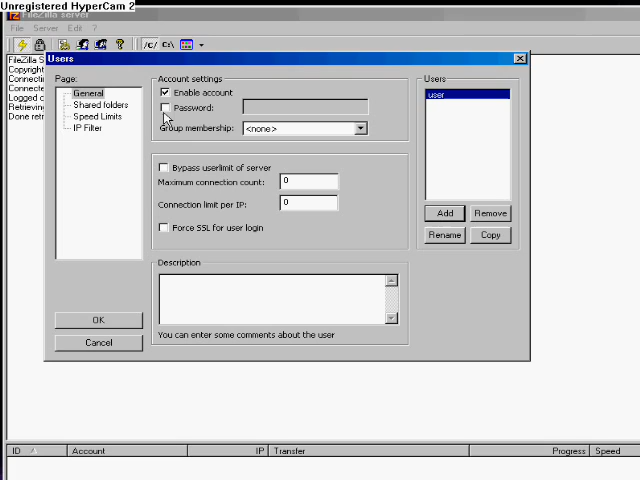 Unregistered HyperCam 2
FileZilla server
File Server Edit ?
/C/ C:\
FileZilla S
Copyright
Connecti
Connecte
Logged o
Retrieving
Done retr
Users
Page:
General
Shared folders
Speed Limits
IP Filter
Account settings
Enable account
Password:
Group membership: <none>
Bypass userlimit of server
Maximum connection count: 0
Connection limit per IP: 0
Force SSL for user login
Description
You can enter some comments about the user
Users
user
Add Remove
Rename Copy
OK
Cancel
ID Account IP Transfer Progress Speed